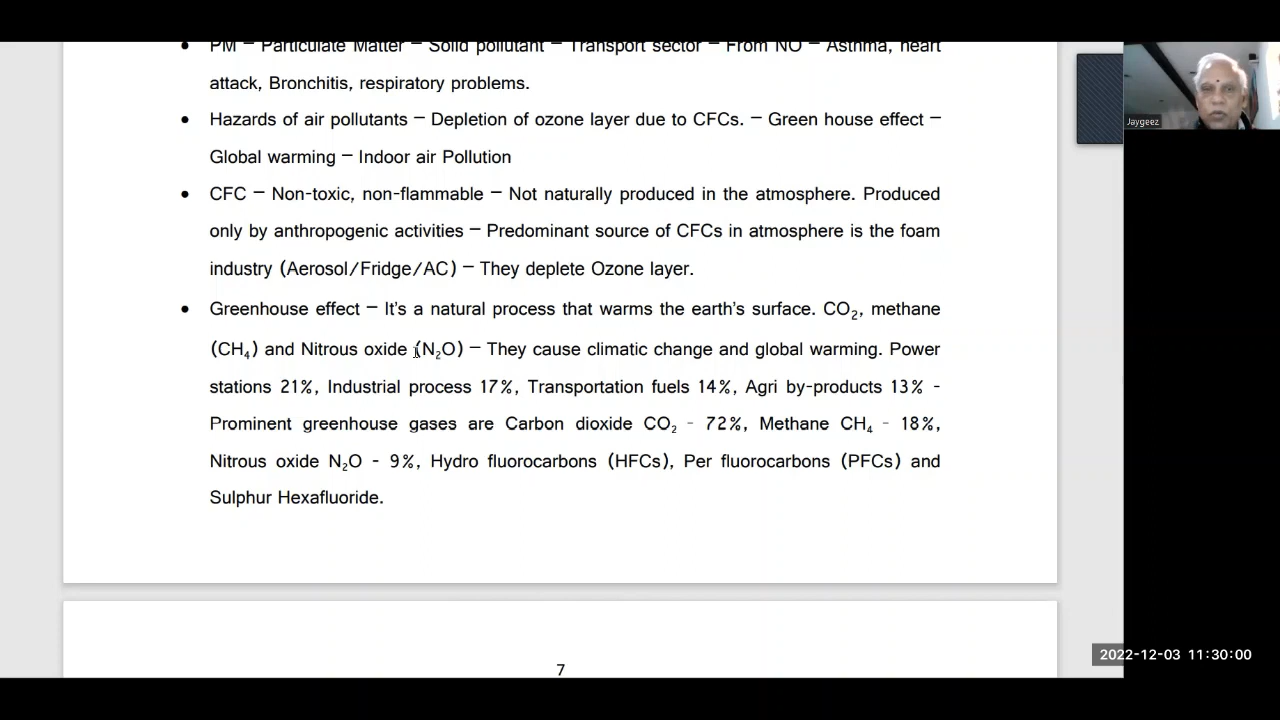 PM – Particulate Matter – Solid pollutant – Transport sector – From NO – Asthma, heart
attack, Bronchitis, respiratory problems.
Hazards of air pollutants – Depletion of ozone layer due to CFCs. – Green house effect –
Global warming – Indoor air Pollution
CFC – Non-toxic, non-flammable – Not naturally produced in the atmosphere. Produced
only by anthropogenic activities – Predominant source of CFCs in atmosphere is the foam
industry (Aerosol/Fridge/AC) – They deplete Ozone layer.
Greenhouse effect – It's a natural process that warms the earth's surface. CO₂, methane
(CH₄) and Nitrous oxide (N₂O) – They cause climatic change and global warming. Power
stations 21%, Industrial process 17%, Transportation fuels 14%, Agri by-products 13% -
Prominent greenhouse gases are Carbon dioxide CO₂ - 72%, Methane CH₄ - 18%,
Nitrous oxide N₂O - 9%, Hydro fluorocarbons (HFCs), Per fluorocarbons (PFCs) and
Sulphur Hexafluoride.
7
Jaygeez
2022-12-03 11:30:00